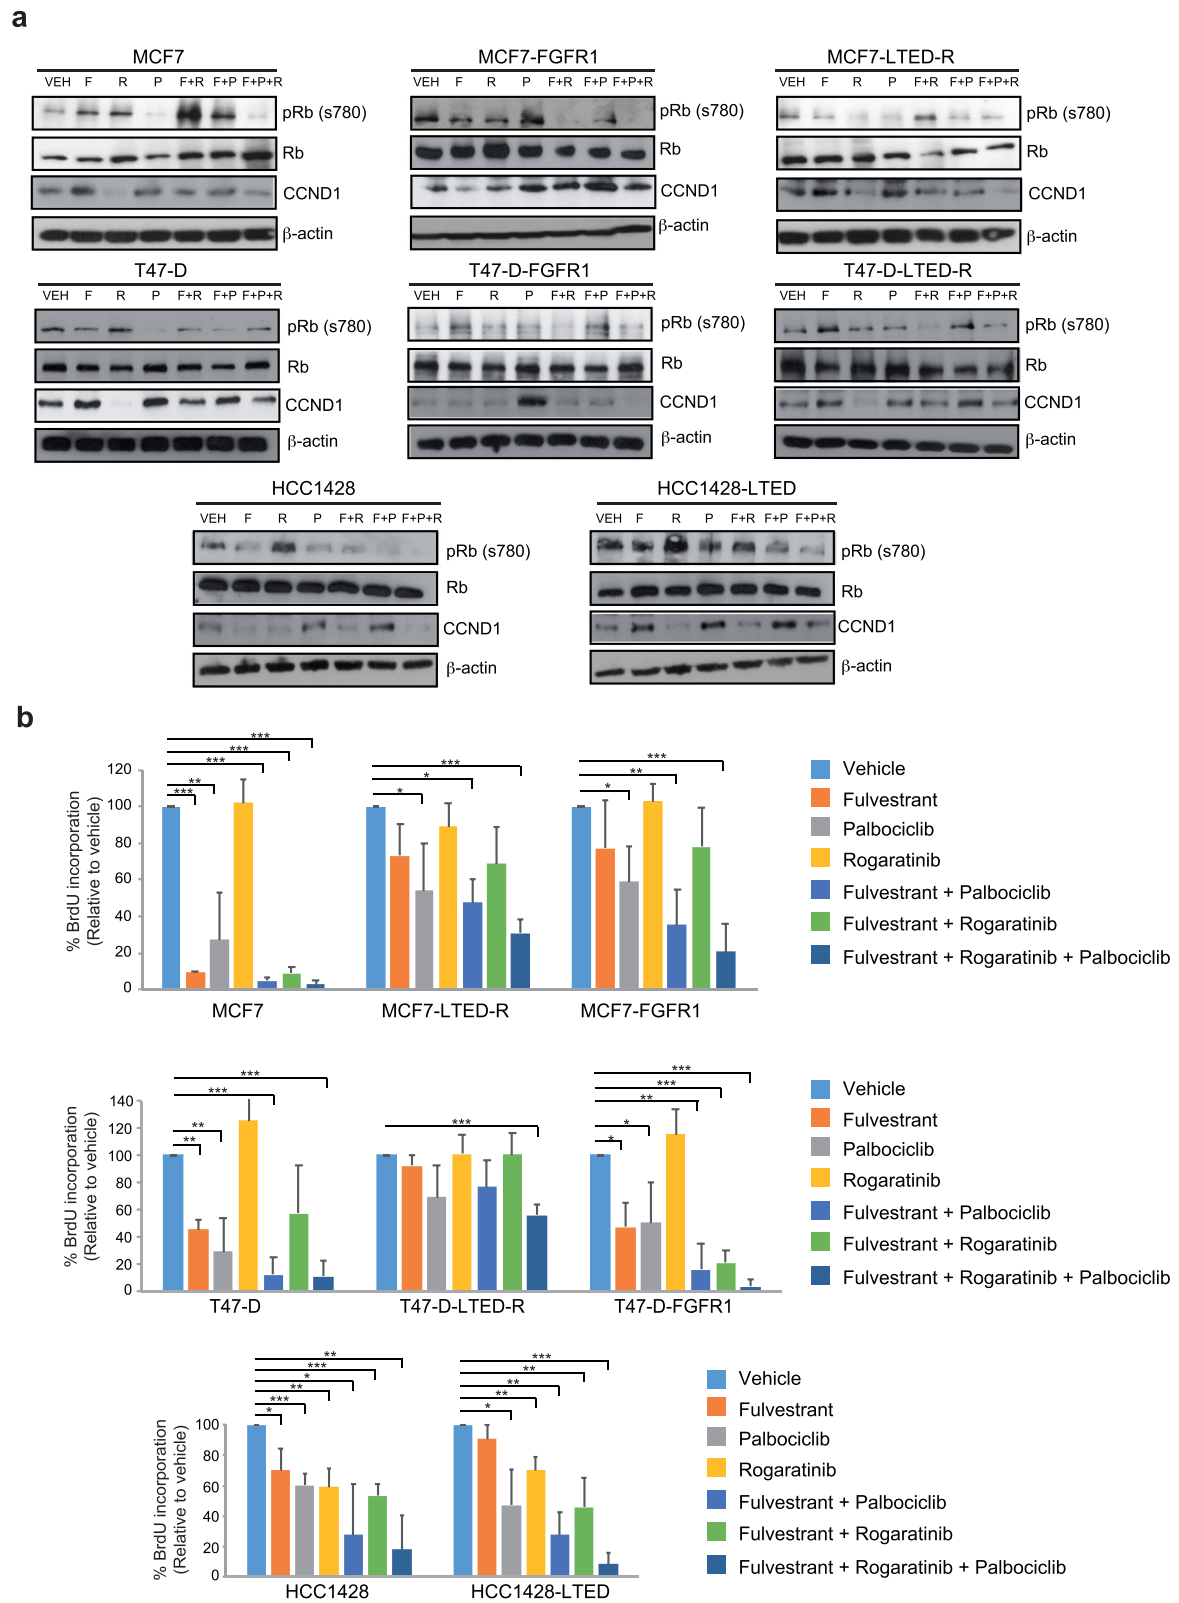 a
MCF7 MCF7-FGFR1 MCF7-LTED-R
VEH F R P F+R F+P F+P+R VEH F R P F+R F+P F+P+R VEH F R P F+R F+P F+P+R
pRb (s780) pRb (s780) pRb (s780)
Rb Rb Rb
CCND1 CCND1 CCND1
β-actin β-actin β-actin
T47-D T47-D-FGFR1 T47-D-LTED-R
VEH F R P F+R F+P F+P+R VEH F R P F+R F+P F+P+R VEH F R P F+R F+P F+P+R
pRb (s780) pRb (s780) pRb (s780)
Rb Rb Rb
CCND1 CCND1 CCND1
β-actin β-actin β-actin
HCC1428 HCC1428-LTED
VEH F R P F+R F+P F+P+R VEH F R P F+R F+P F+P+R
pRb (s780) pRb (s780)
Rb Rb
CCND1 CCND1
β-actin β-actin
b
% BrdU incorporation
(Relative to vehicle)
120
100
80
60
40
20
0
*** ** *** *** ***
* * ***
* ** ***
MCF7 MCF7-LTED-R MCF7-FGFR1
Vehicle
Fulvestrant
Palbociclib
Rogaratinib
Fulvestrant + Palbociclib
Fulvestrant + Rogaratinib
Fulvestrant + Rogaratinib + Palbociclib
% BrdU incorporation
(Relative to vehicle)
140
120
100
80
60
40
20
0
** ** *** ***
***
* * ** *** ***
T47-D T47-D-LTED-R T47-D-FGFR1
Vehicle
Fulvestrant
Palbociclib
Rogaratinib
Fulvestrant + Palbociclib
Fulvestrant + Rogaratinib
Fulvestrant + Rogaratinib + Palbociclib
% BrdU incorporation
(Relative to vehicle)
100
80
60
40
20
0
* *** ** * *** **
* ** ** ** ***
HCC1428 HCC1428-LTED
Vehicle
Fulvestrant
Palbociclib
Rogaratinib
Fulvestrant + Palbociclib
Fulvestrant + Rogaratinib
Fulvestrant + Rogaratinib + Palbociclib